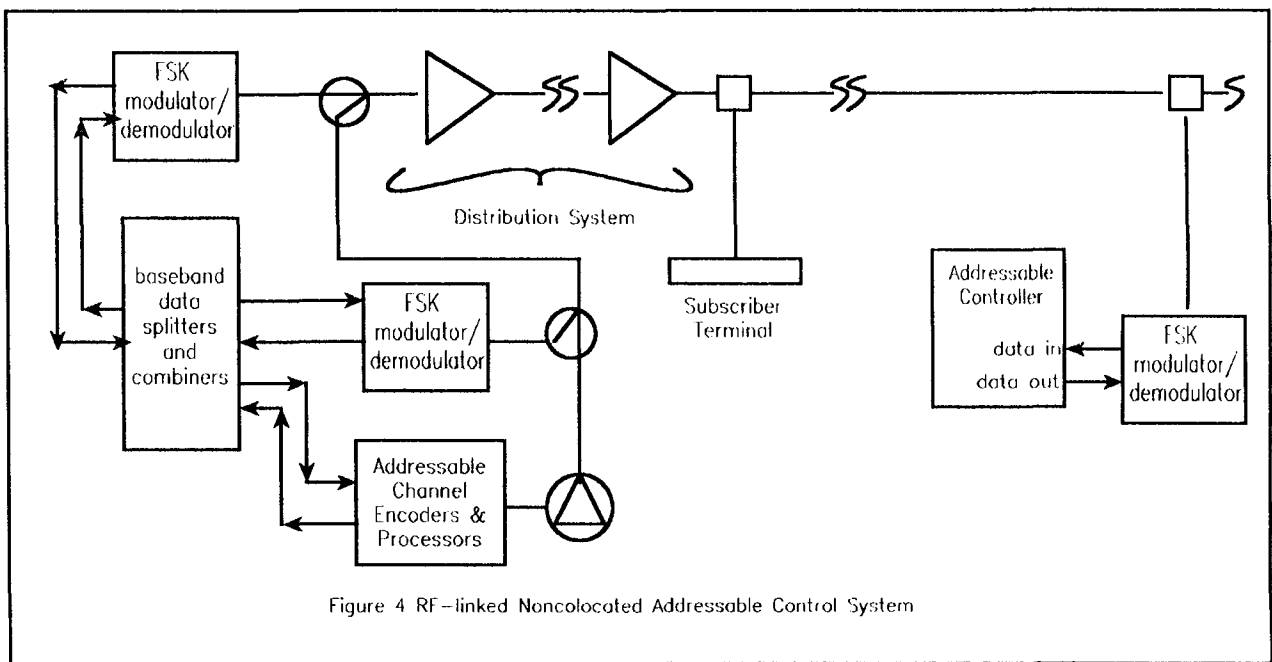 FSK
modulator/
demodulator
Distribution System
baseband
data
splitters
and
combiners
FSK
modulator/
demodulator
Subscriber
Terminal
Addressable
Controller
data in
data out
FSK
modulator/
demodulator
Addressable
Channel
Encoders &
Processors
Figure 4 RF-linked Noncolocated Addressable Control System